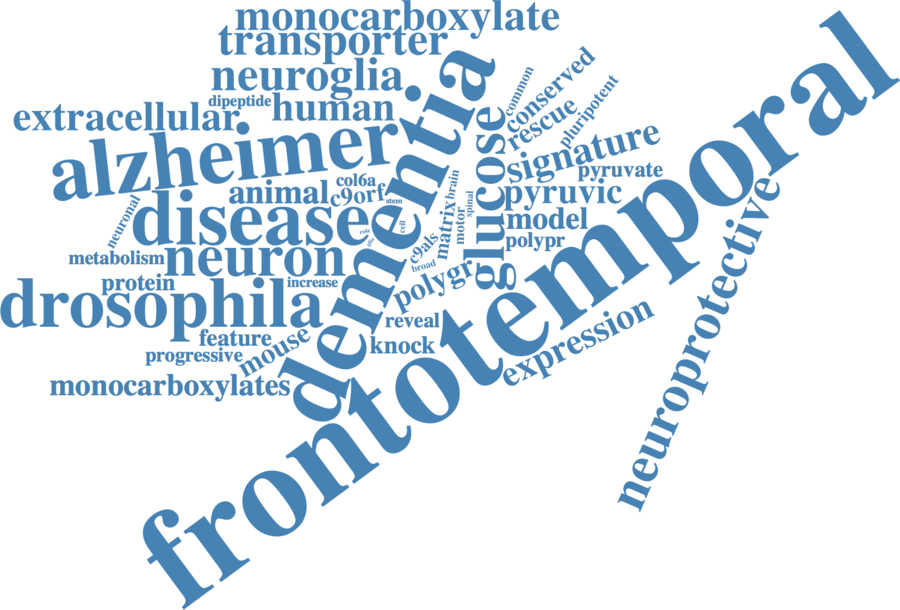 monocarboxylate
transporter
neuroglia
dipeptide
human
extracellular
alzheimer
dementia
common
conserved
rescue
pluripotent
glucose
signature
pyruvate
pyruvic
model
polypr
frontotemporal
neuroprotective
expression
animal
col6a
c9orf
stem
cell
role
glia
disease
neuronal
neuron
metabolism
protein
increase
drosophila
feature
progressive
mouse
monocarboxylates
brain
spinal
motor
matrix
c9als
broad
polygr
reveal
knock